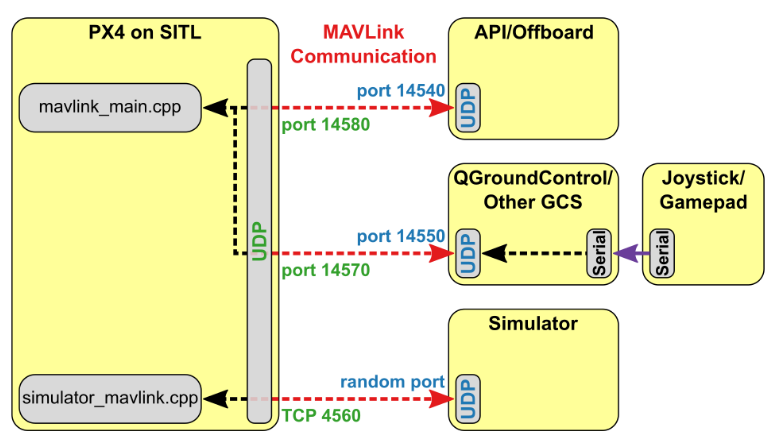 PX4 on SITL
MAVLink
Communication
API/Offboard
mavlink_main.cpp
port 14540
port 14580
UDP
QGroundControl/
Other GCS
Joystick/
Gamepad
UDP
port 14550
port 14570
UDP
Serial
Serial
Simulator
simulator_mavlink.cpp
random port
TCP 4560
UDP